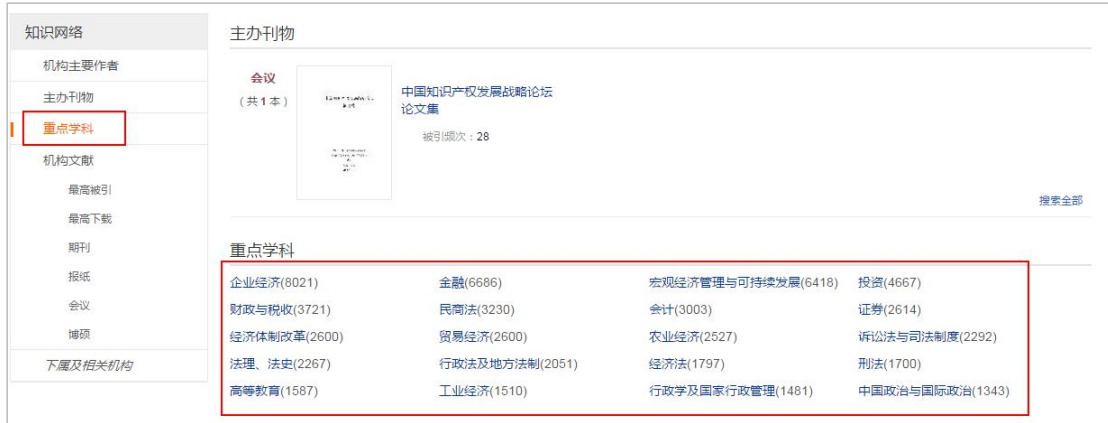 知识网络
机构主要作者
主办刊物
重点学科
机构文献
最高被引
最高下载
期刊
报纸
会议
博硕
下属及相关机构
主办刊物
会议
（共1本）
中国知识产权发展战略论坛
论文集
被引频次：28
搜索全部
重点学科
企业经济(8021) 金融(6686) 宏观经济管理与可持续发展(6418) 投资(4667)
财政与税收(3721) 民商法(3230) 会计(3003) 证券(2614)
经济体制改革(2600) 贸易经济(2600) 农业经济(2527) 诉讼法与司法制度(2292)
法理、法史(2267) 行政法及地方法制(2051) 经济法(1797) 刑法(1700)
高等教育(1587) 工业经济(1510) 行政学及国家行政管理(1481) 中国政治与国际政治(1343)